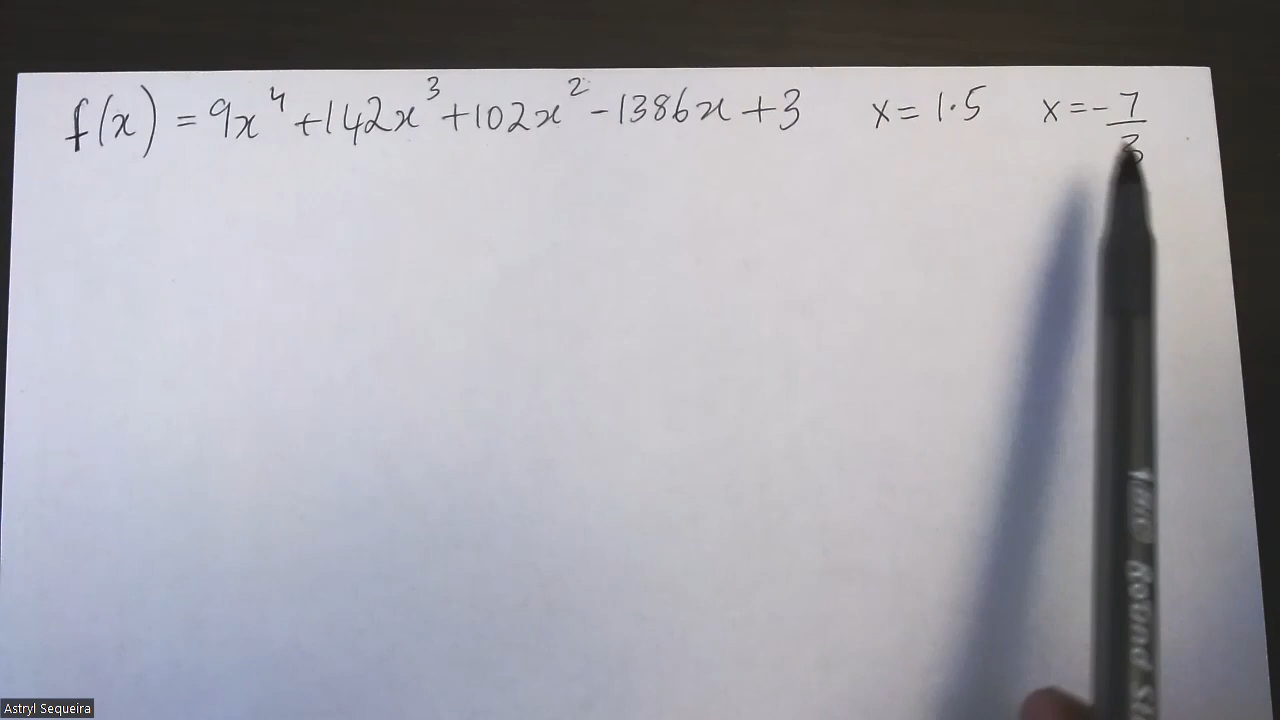 f(x) = 9x⁴ + 142x³ + 102x² - 1386x + 3 x = 1.5 x = -7/3
Astryl Sequeira